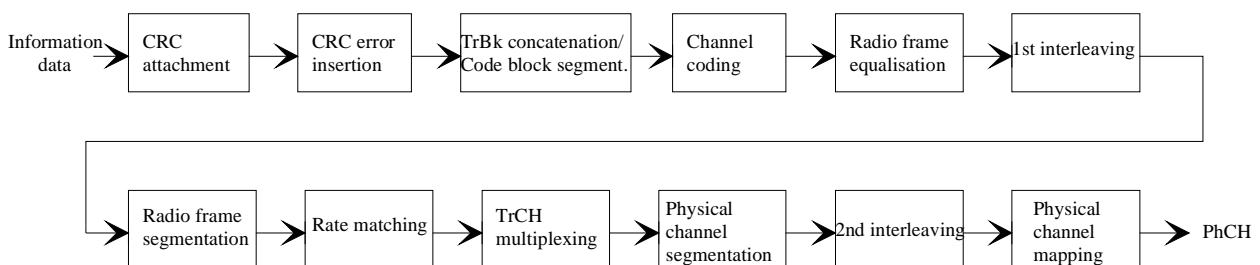 Information
data
CRC
attachment
CRC error
insertion
TrBk concatenation/
Code block segment.
Channel
coding
Radio frame
equalisation
1st interleaving
Radio frame
segmentation
Rate matching
TrCH
multiplexing
Physical
channel
segmentation
2nd interleaving
Physical
channel
mapping
PhCH